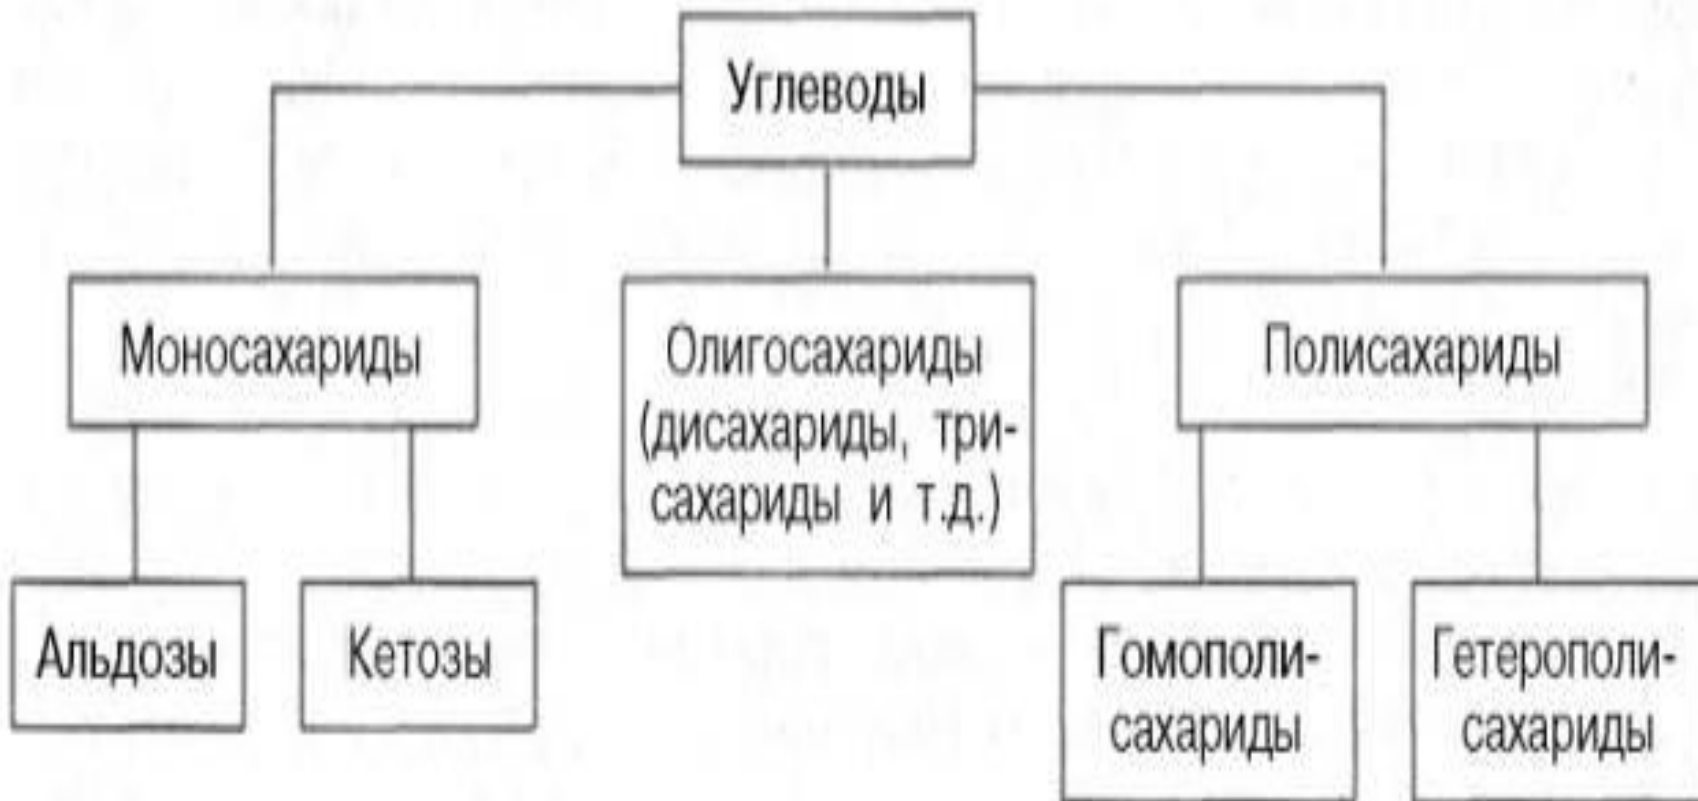 Углеводы
Моносахариды
Олигосахариды
(дисахариды, три-
сахариды и т.д.)
Полисахариды
Альдозы
Кетозы
Гомополи-
сахариды
Гетерополи-
сахариды